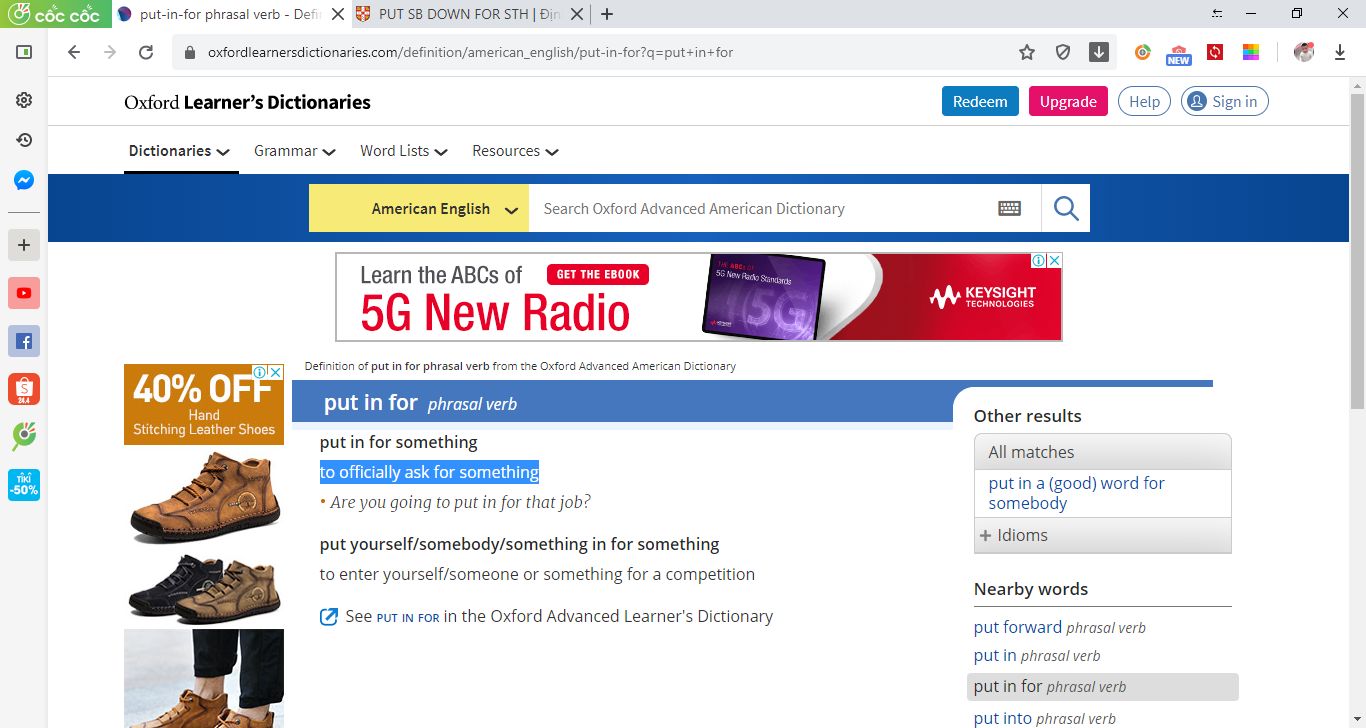 cốc cốc
put-in-for phrasal verb - Defi
PUT SB DOWN FOR STH | Địn
oxfordlearnersdictionaries.com/definition/american_english/put-in-for?q=put+in+for
NEW
Oxford Learner's Dictionaries
Redeem
Upgrade
Help
Sign in
Dictionaries
Grammar
Word Lists
Resources
American English
Search Oxford Advanced American Dictionary
Learn the ABCs of
GET THE EBOOK
5G New Radio
THE ABCs OF
5G New Radio Standards
5G
KEYSIGHT
TECHNOLOGIES
24.4
TIKI
-50%
40% OFF
Hand
Stitching Leather Shoes
Definition of put in for phrasal verb from the Oxford Advanced American Dictionary
put in for phrasal verb
put in for something
to officially ask for something
• Are you going to put in for that job?
put yourself/somebody/something in for something
to enter yourself/someone or something for a competition
See PUT IN FOR in the Oxford Advanced Learner's Dictionary
Other results
All matches
put in a (good) word for
somebody
+ Idioms
Nearby words
put forward phrasal verb
put in phrasal verb
put in for phrasal verb
put into phrasal verb